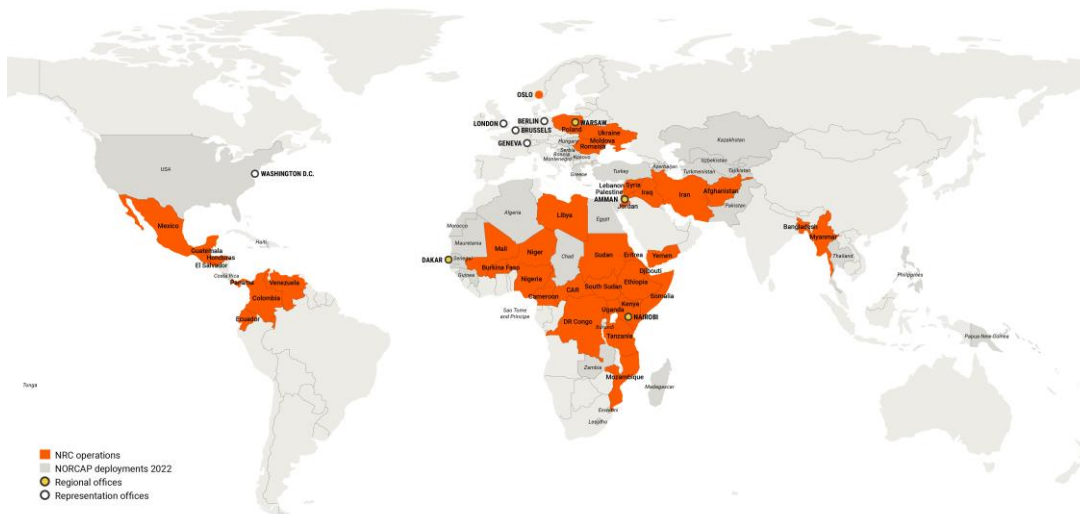 OSLO
BERLIN
WARSAW
LONDON
BRUSSELS
Poland
Ukraine
Moldova
GENEVA
Hungary
Romania
Serbia
Bosnia
Kosovo
Montenegro
Greece
Kazakhstan
Uzbekistan
Azerbaijan
Turkmenistan
Tajikistan
Turkey
USA
WASHINGTON D.C.
Lebanon
Syria
Palestine
Iraq
Iran
Afghanistan
AMMAN
Jordan
Pakistan
Algeria
Libya
Egypt
Morocco
Mexico
Bangladesh
Myanmar
Haiti
Guatemala
Honduras
El Salvador
Mauretania
Mali
Niger
Sudan
Eritrea
Yemen
Chad
DAKAR
Senegal
Thailand
Burkina Faso
Djibouti
Guinea
Costa Rica
Panama
Venezuela
Nigeria
CAR
South Sudan
Ethiopia
Philippines
Colombia
Cameroon
Somalia
Kenya
Uganda
Sao Tome
and Principe
NAIROBI
Ecuador
DR Congo
Burundi
Tanzania
Papua New Guinea
Zambia
Mozambique
Madagascar
Tonga
Eswatini
Lesotho
NRC operations
NORCAP deployments 2022
Regional offices
Representation offices